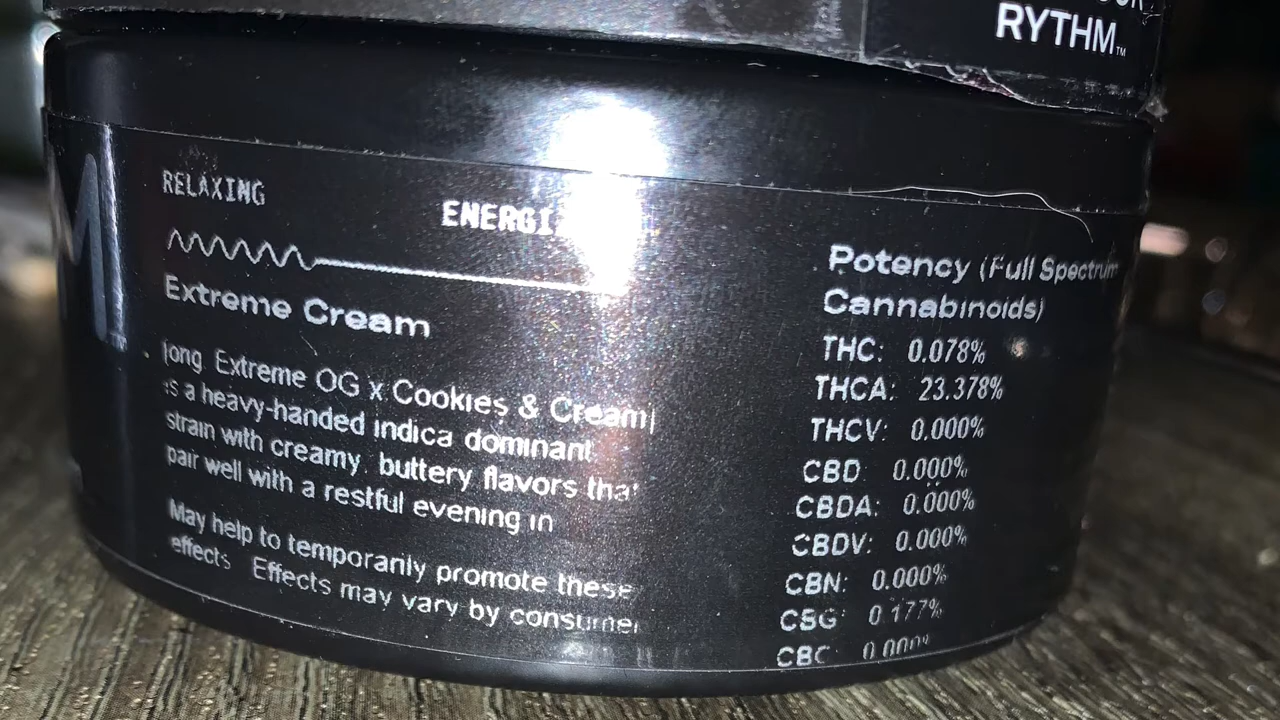 RYTHM™
RELAXING
Extreme Cream
Extreme OG x Cookies & Cream
is a heavy-handed indica dominant
strain with creamy, buttery flavors
pair well with a restful evening in
May help to temporarily promote these
effects. Effects may vary by consumer
Potency (Full Spectrum
Cannabinoids)
THC: 0.078%
THCA: 23.378%
THCV: 0.000%
CBD 0.000%
CBDA: 0.000%
CBDV: 0.000%
CBN: 0.000%
CBG: 0.177%
CBC